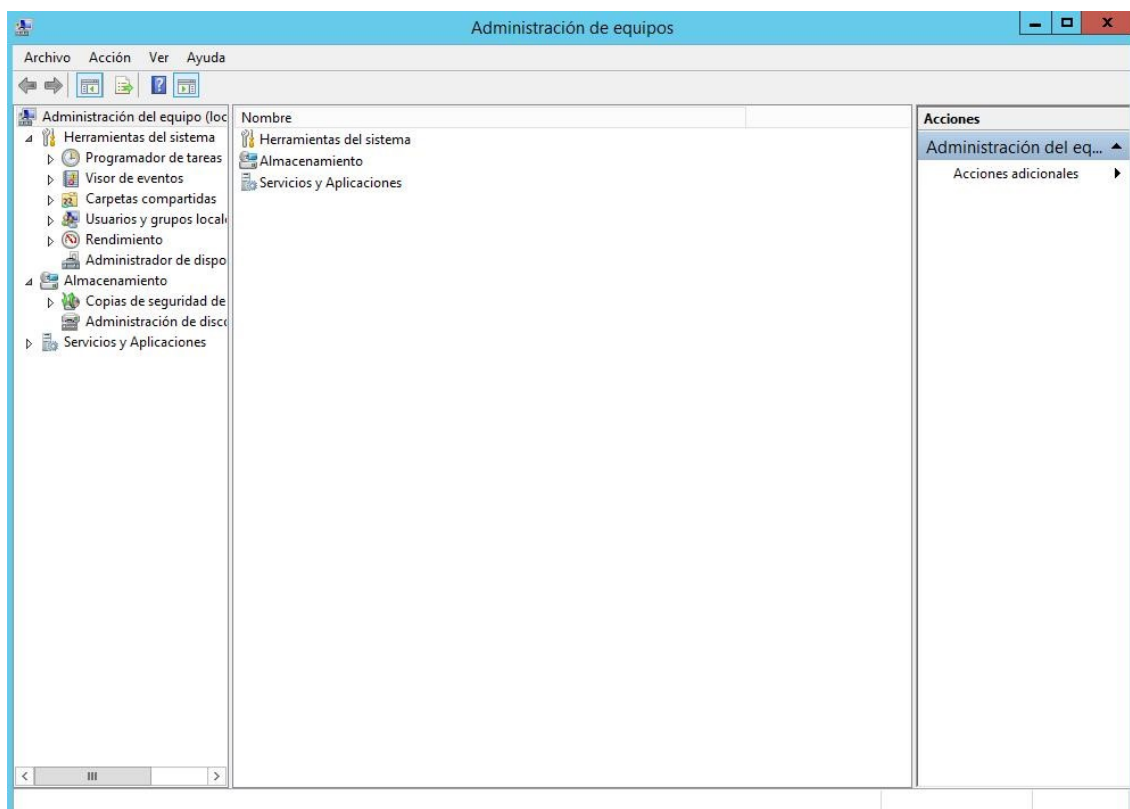 Administración de equipos
Archivo Acción Ver Ayuda
Administración del equipo (loc
Herramientas del sistema
Programador de tareas
Visor de eventos
Carpetas compartidas
Usuarios y grupos local
Rendimiento
Administrador de dispo
Almacenamiento
Copias de seguridad de
Administración de disco
Servicios y Aplicaciones
Nombre
Herramientas del sistema
Almacenamiento
Servicios y Aplicaciones
Acciones
Administración del eq...
Acciones adicionales